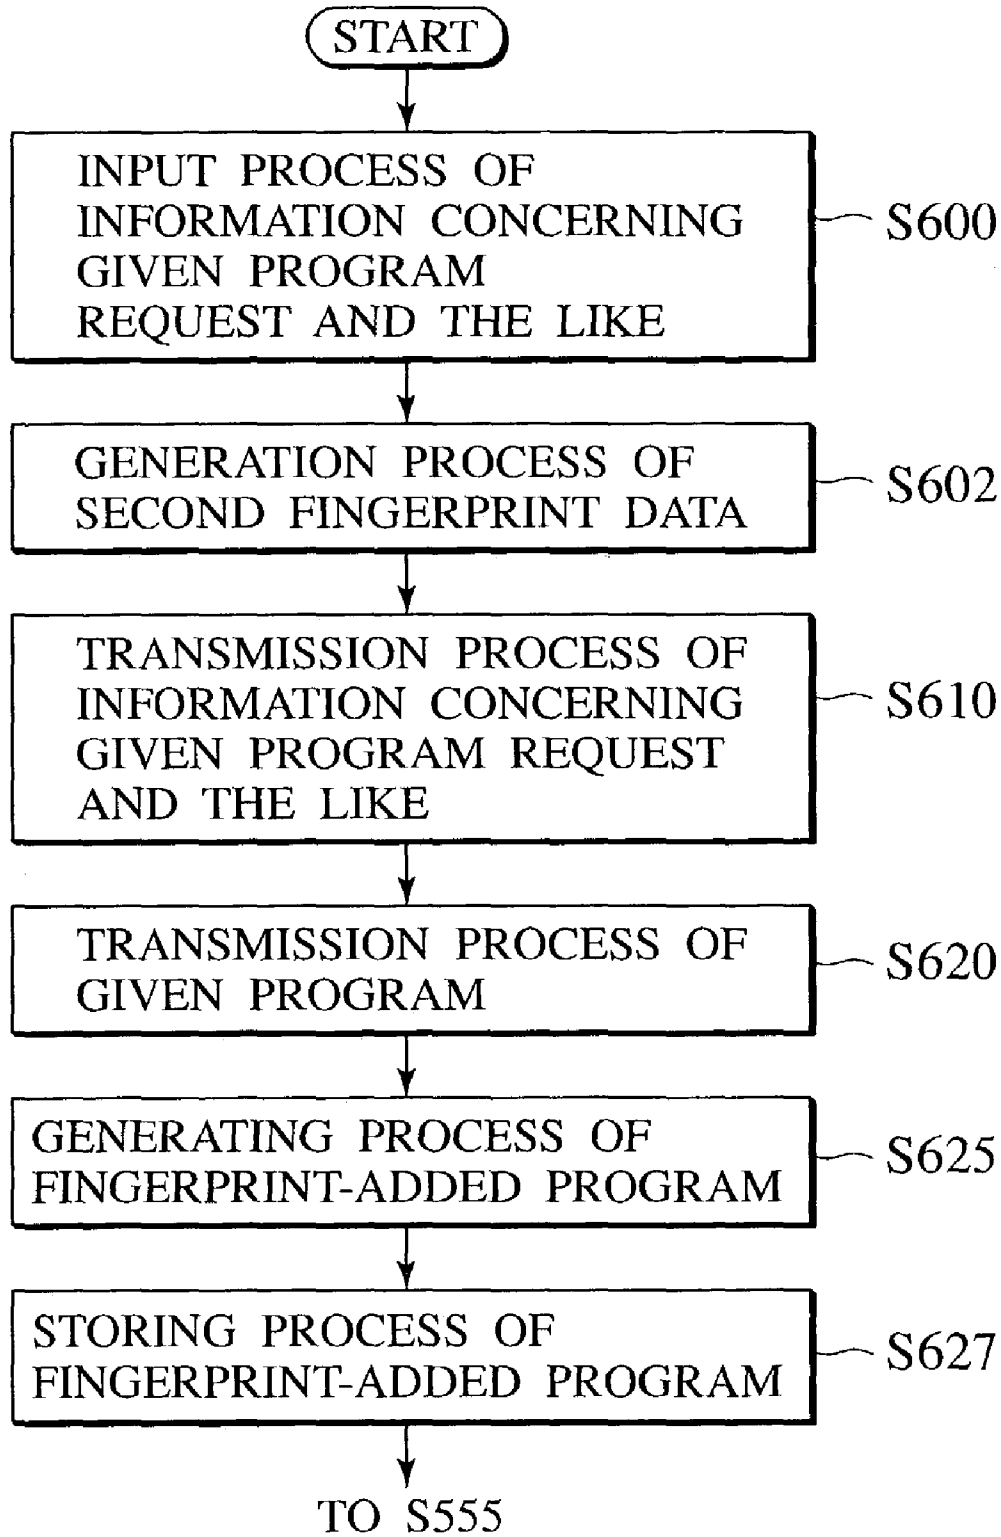 START
INPUT PROCESS OF
INFORMATION CONCERNING
GIVEN PROGRAM
REQUEST AND THE LIKE
S600
GENERATION PROCESS OF
SECOND FINGERPRINT DATA
S602
TRANSMISSION PROCESS OF
INFORMATION CONCERNING
GIVEN PROGRAM REQUEST
AND THE LIKE
S610
TRANSMISSION PROCESS OF
GIVEN PROGRAM
S620
GENERATING PROCESS OF
FINGERPRINT-ADDED PROGRAM
S625
STORING PROCESS OF
FINGERPRINT-ADDED PROGRAM
S627
TO S555